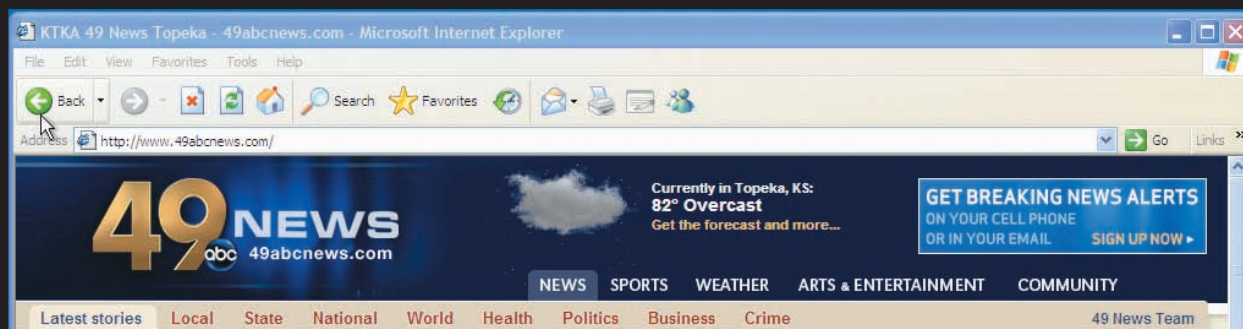 KTKA 49 News Topeka - 49abcnews.com - Microsoft Internet Explorer
File Edit View Favorites Tools Help
Back Search Favorites
Address http://www.49abcnews.com/ Go Links »
49 NEWS
abc 49abcnews.com
Currently in Topeka, KS:
82° Overcast
Get the forecast and more...
GET BREAKING NEWS ALERTS
ON YOUR CELL PHONE
OR IN YOUR EMAIL SIGN UP NOW ▸
NEWS SPORTS WEATHER ARTS & ENTERTAINMENT COMMUNITY
Latest stories Local State National World Health Politics Business Crime 49 News Team